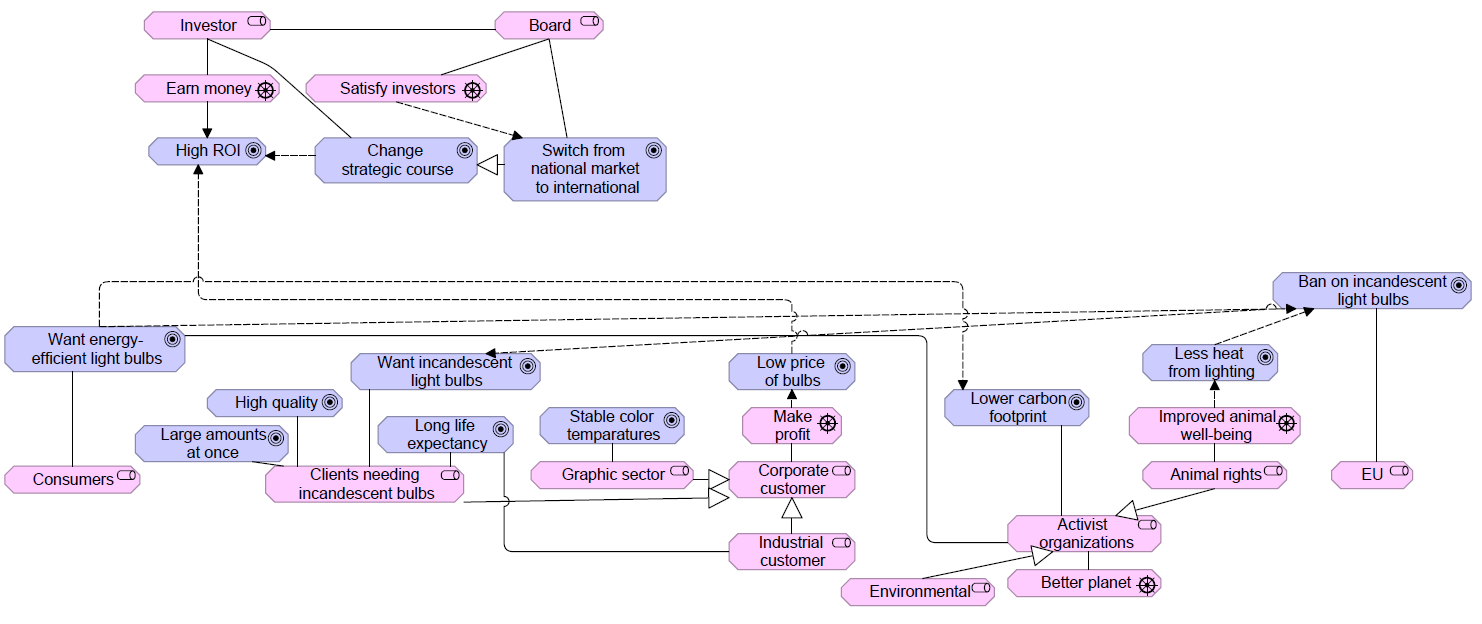 Investor
Board
Earn money
Satisfy investors
High ROI
Change
strategic course
Switch from
national market
to international
Ban on incandescent
light bulbs
Want energy-
efficient light bulbs
Want incandescent
light bulbs
Low price
of bulbs
Less heat
from lighting
High quality
Large amounts
at once
Long life
expectancy
Stable color
temparatures
Make
profit
Lower carbon
footprint
Improved animal
well-being
Consumers
Clients needing
incandescent bulbs
Graphic sector
Corporate
customer
Animal rights
EU
Industrial
customer
Activist
organizations
Environmental
Better planet